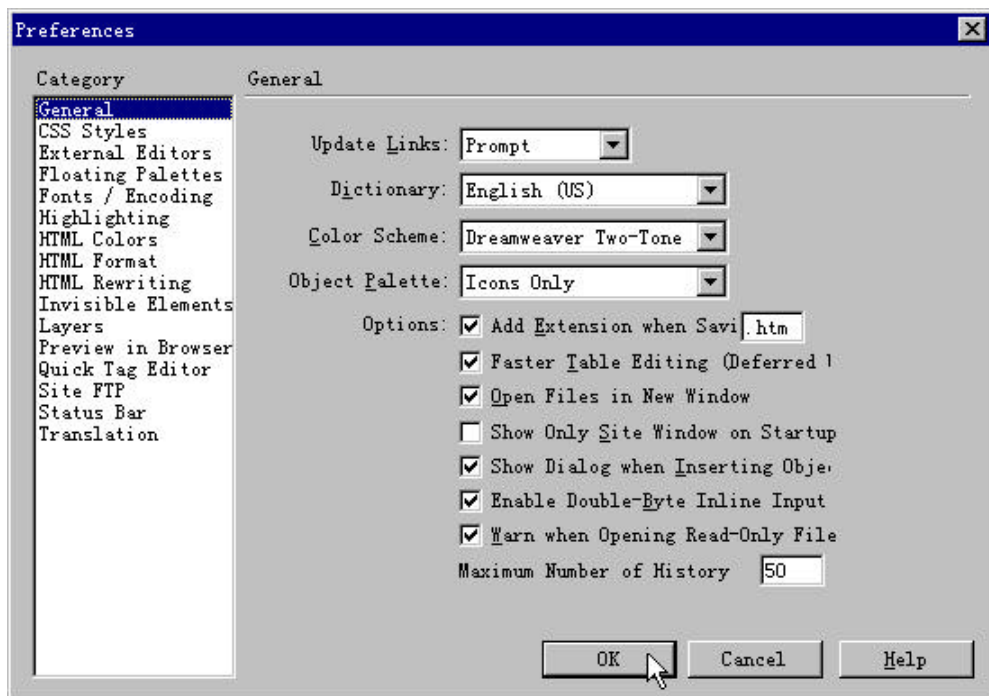 Preferences
Category
General
CSS Styles
External Editors
Floating Palettes
Fonts / Encoding
Highlighting
HTML Colors
HTML Format
HTML Rewriting
Invisible Elements
Layers
Preview in Browser
Quick Tag Editor
Site FTP
Status Bar
Translation
General
Update Links: Prompt
Dictionary: English (US)
Color Scheme: Dreamweaver Two-Tone
Object Palette: Icons Only
Options: Add Extension when Savi .htm
Faster Table Editing (Deferred
Open Files in New Window
Show Only Site Window on Startup
Show Dialog when Inserting Obje
Enable Double-Byte Inline Input
Warn when Opening Read-Only File
Maximum Number of History 50
OK Cancel Help